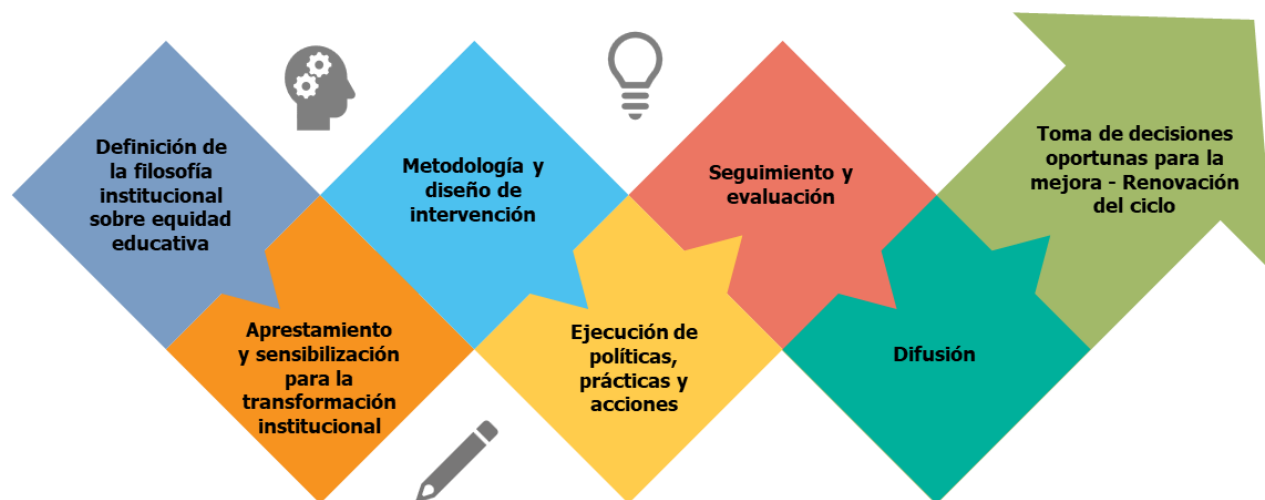 Definición de
la filosofía
institucional
sobre equidad
educativa
Aprestamiento
y sensibilización
para la
transformación
institucional
Metodología y
diseño de
intervención
Ejecución de
políticas,
prácticas y
acciones
Seguimiento y
evaluación
Difusión
Toma de decisiones
oportunas para la
mejora - Renovación
del ciclo